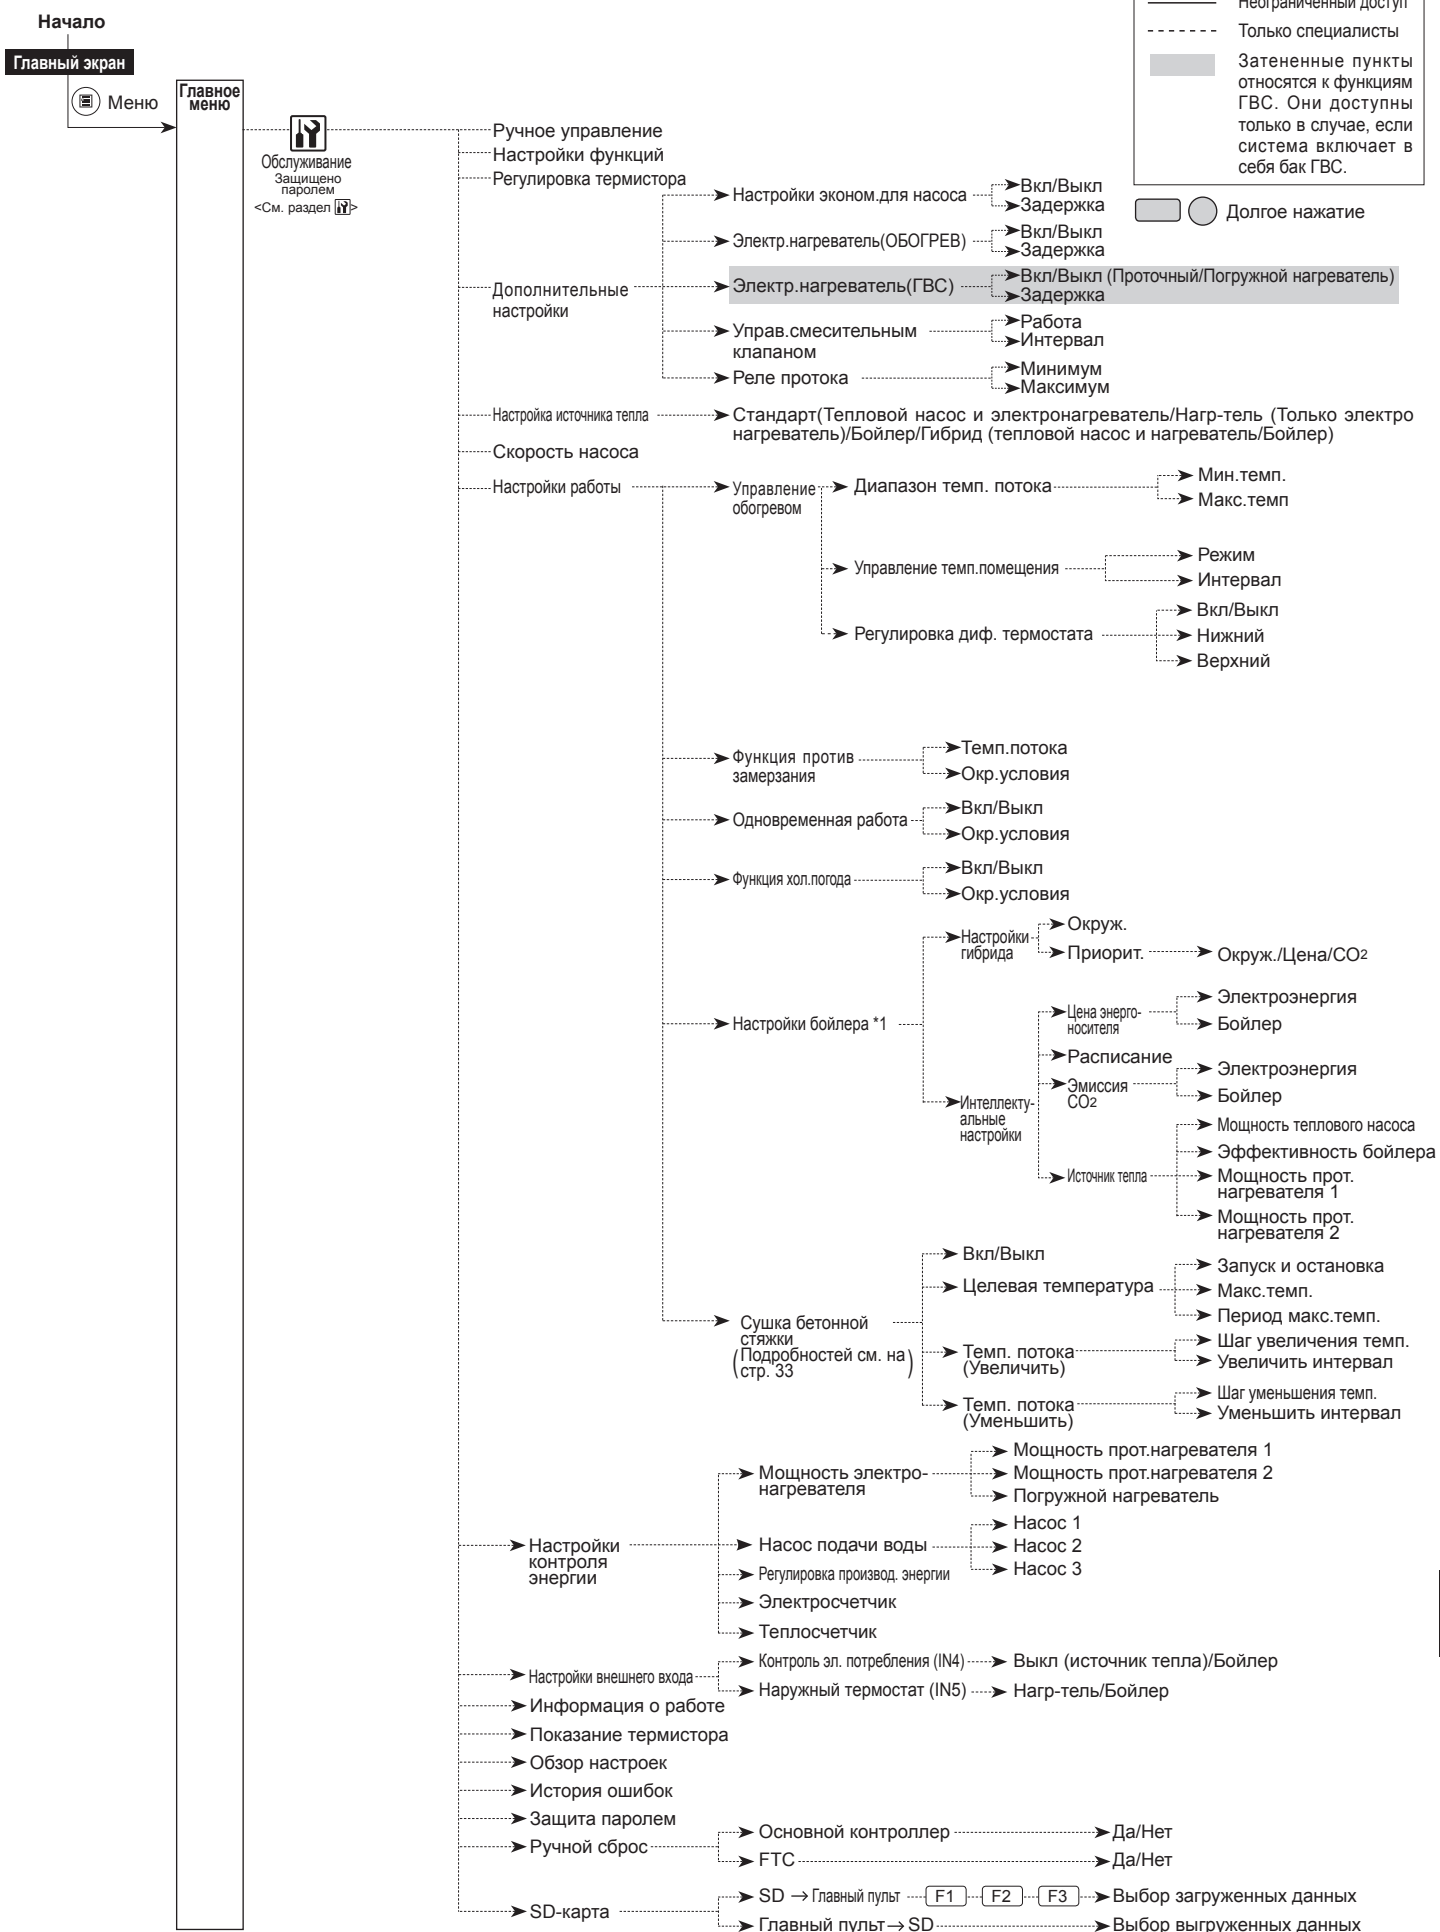 Неограниченный доступ
Только специалисты
Затененные пункты
относятся к функциям
ГВС. Они доступны
только в случае, если
система включает в
себя бак ГВС.
Долгое нажатие
Начало
Главный экран
Меню
Главное
меню
Обслуживание
Защищено
паролем
<См. раздел >
Ручное управление
Настройки функций
Регулировка термистора
Дополнительные
настройки
Настройки эконом.для насоса
Вкл/Выкл
Задержка
Электр.нагреватель(ОБОГРЕВ)
Вкл/Выкл
Задержка
Электр.нагреватель(ГВС)
Вкл/Выкл (Проточный/Погружной нагреватель)
Задержка
Управ.смесительным
клапаном
Работа
Интервал
Реле протока
Минимум
Максимум
Настройка источника тепла
Стандарт(Тепловой насос и электронагреватель/Нагр-тель (Только электро
нагреватель)/Бойлер/Гибрид (тепловой насос и нагреватель/Бойлер)
Скорость насоса
Настройки работы
Управление
обогревом
Диапазон темп. потока
Мин.темп.
Макс.темп
Управление темп.помещения
Режим
Интервал
Регулировка диф. термостата
Вкл/Выкл
Нижний
Верхний
Функция против
замерзания
Темп.потока
Окр.условия
Одновременная работа
Вкл/Выкл
Окр.условия
Функция хол.погода
Вкл/Выкл
Окр.условия
Настройки бойлера *1
Настройки
гибрида
Окруж.
Приорит.
Окруж./Цена/CO2
Интеллекту-
альные
настройки
Цена энерго-
носителя
Электроэнергия
Бойлер
Расписание
Эмиссия
CO2
Электроэнергия
Бойлер
Источник тепла
Мощность теплового насоса
Эффективность бойлера
Мощность прот.
нагревателя 1
Мощность прот.
нагревателя 2
Сушка бетонной
стяжки
(Подробностей см. на
стр. 33)
Вкл/Выкл
Целевая температура
Запуск и остановка
Макс.темп.
Период макс.темп.
Темп. потока
(Увеличить)
Шаг увеличения темп.
Увеличить интервал
Темп. потока
(Уменьшить)
Шаг уменьшения темп.
Уменьшить интервал
Настройки
контроля
энергии
Мощность электро-
нагревателя
Мощность прот.нагревателя 1
Мощность прот.нагревателя 2
Погружной нагреватель
Насос подачи воды
Насос 1
Насос 2
Насос 3
Регулировка производ. энергии
Электросчетчик
Теплосчетчик
Настройки внешнего входа
Контроль эл. потребления (IN4)
Выкл (источник тепла)/Бойлер
Наружный термостат (IN5)
Нагр-тель/Бойлер
Информация о работе
Показание термистора
Обзор настроек
История ошибок
Защита паролем
Ручной сброс
Основной контроллер
Да/Нет
FTC
Да/Нет
SD-карта
SD → Главный пульт
F1
F2
F3
Выбор загруженных данных
Главный пульт → SD
Выбор выгруженных данных